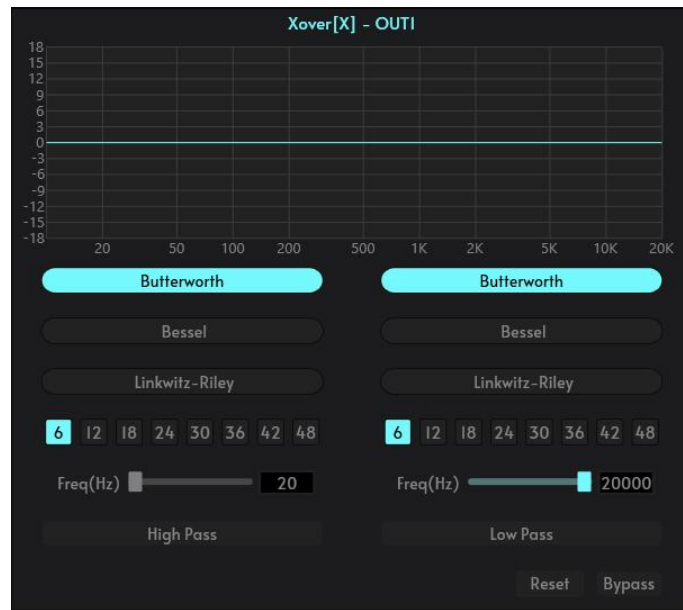 Xover[X] - OUT1
18
15
12
9
6
3
0
-3
-6
-9
-12
-15
-18
20 50 100 200 500 1K 2K 5K 10K 20K
Butterworth Butterworth
Bessel Bessel
Linkwitz-Riley Linkwitz-Riley
6 12 18 24 30 36 42 48 6 12 18 24 30 36 42 48
Freq(Hz) 20 Freq(Hz) 20000
High Pass Low Pass
Reset Bypass